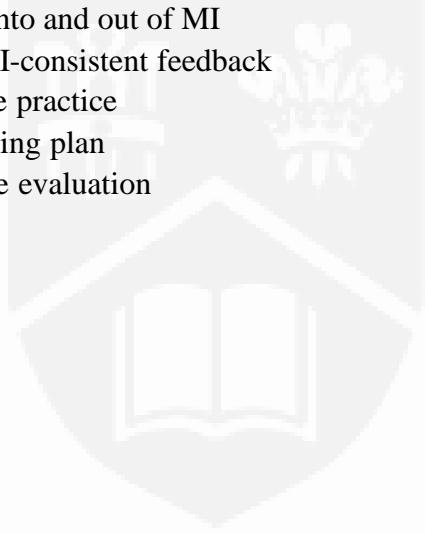 nto and out of MI
I-consistent feedback
e practice
ing plan
e evaluation